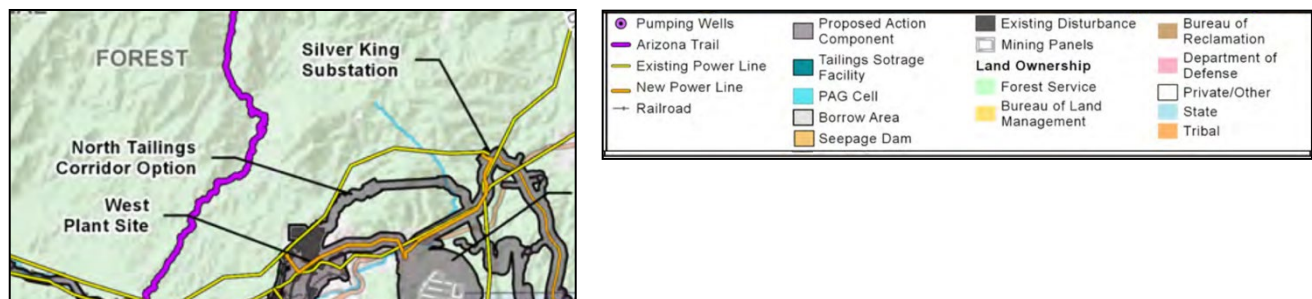 FOREST
Silver King
Substation
North Tailings
Corridor Option
West
Plant Site
Pumping Wells
Arizona Trail
Existing Power Line
New Power Line
Railroad
Proposed Action
Component
Tailings Sotrage
Facility
PAG Cell
Borrow Area
Seepage Dam
Existing Disturbance
Mining Panels
Land Ownership
Forest Service
Bureau of Land
Management
Bureau of
Reclamation
Department of
Defense
Private/Other
State
Tribal